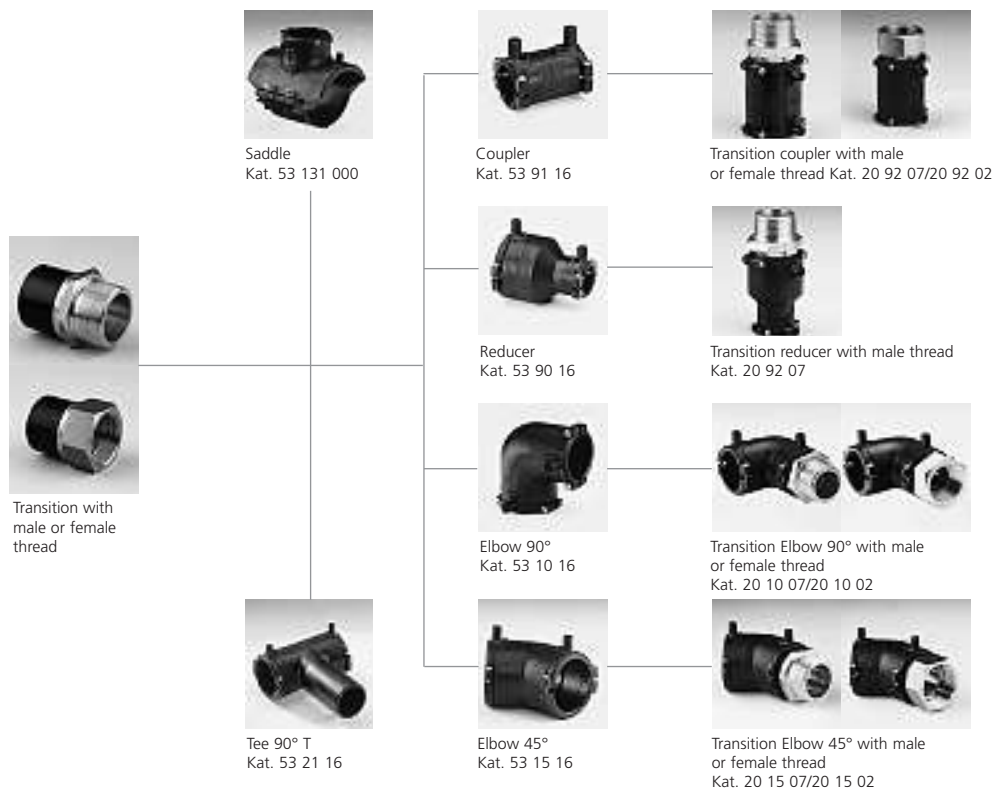 Saddle
Kat. 53 131 000
Coupler
Kat. 53 91 16
Transition coupler with male
or female thread Kat. 20 92 07/20 92 02
Reducer
Kat. 53 90 16
Transition reducer with male thread
Kat. 20 92 07
Transition with
male or female
thread
Elbow 90°
Kat. 53 10 16
Transition Elbow 90° with male
or female thread
Kat. 20 10 07/20 10 02
Tee 90° T
Kat. 53 21 16
Elbow 45°
Kat. 53 15 16
Transition Elbow 45° with male
or female thread
Kat. 20 15 07/20 15 02